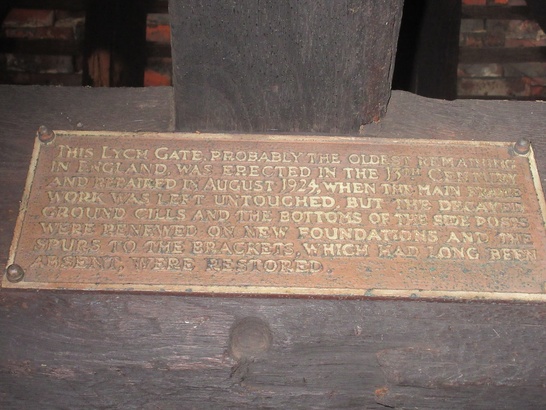 THIS LYCH GATE, PROBABLY THE OLDEST REMAINING
IN ENGLAND, WAS ERECTED IN THE 15TH CENTURY
AND REPAIRED IN AUGUST 1924, WHEN THE MAIN FRAME
WORK WAS LEFT UNTOUCHED, BUT THE DECAYED
GROUND CILLS AND THE BOTTOMS OF THE SIDE POSTS
WERE RENEWED ON NEW FOUNDATIONS AND THE
SPURS TO THE BRACKETS, WHICH HAD LONG BEEN
ABSENT, WERE RESTORED.